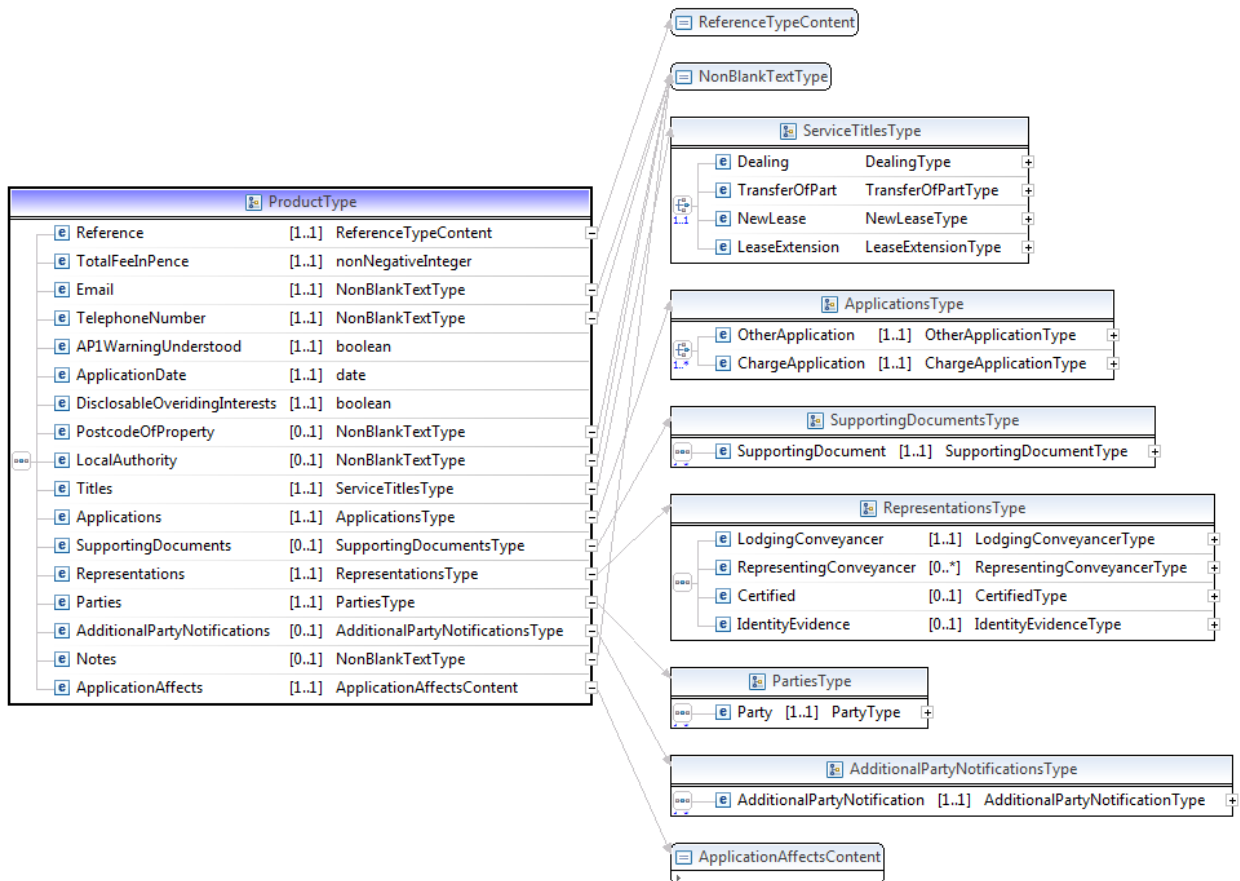 ReferenceTypeContent
NonBlankTextType
ServiceTitlesType
e Dealing DealingType
e TransferOfPart TransferOfPartType
1..1
e NewLease NewLeaseType
e LeaseExtension LeaseExtensionType
ProductType
e Reference [1..1] ReferenceTypeContent
e TotalFeeInPence [1..1] nonNegativeInteger
e Email [1..1] NonBlankTextType
e TelephoneNumber [1..1] NonBlankTextType
e AP1WarningUnderstood [1..1] boolean
e ApplicationDate [1..1] date
e DisclosableOveridingInterests [1..1] boolean
e PostcodeOfProperty [0..1] NonBlankTextType
e LocalAuthority [0..1] NonBlankTextType
e Titles [1..1] ServiceTitlesType
e Applications [1..1] ApplicationsType
e SupportingDocuments [0..1] SupportingDocumentsType
e Representations [1..1] RepresentationsType
e Parties [1..1] PartiesType
e AdditionalPartyNotifications [0..1] AdditionalPartyNotificationsType
e Notes [0..1] NonBlankTextType
e ApplicationAffects [1..1] ApplicationAffectsContent
ApplicationsType
e OtherApplication [1..1] OtherApplicationType
1..*
e ChargeApplication [1..1] ChargeApplicationType
SupportingDocumentsType
e SupportingDocument [1..1] SupportingDocumentType
RepresentationsType
e LodgingConveyancer [1..1] LodgingConveyancerType
e RepresentingConveyancer [0..*] RepresentingConveyancerType
e Certified [0..1] CertifiedType
e IdentityEvidence [0..1] IdentityEvidenceType
PartiesType
e Party [1..1] PartyType
AdditionalPartyNotificationsType
e AdditionalPartyNotification [1..1] AdditionalPartyNotificationType
ApplicationAffectsContent